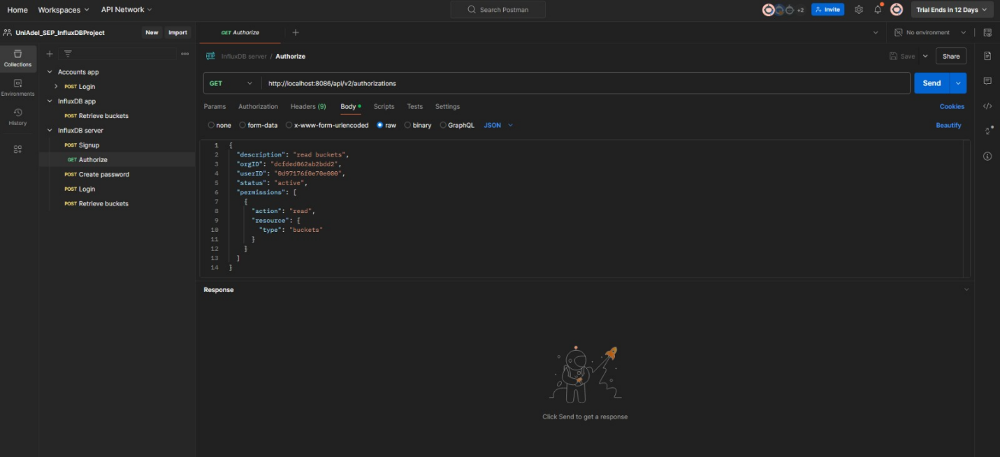 Home Workspaces API Network Search Postman +2 Invite Trial Ends in 12 Days
UniAdel_SEP_InfluxDBProject New Import GET Authorize No environment
Collections
Environments
History
Accounts app
POST Login
InfluxDB app
POST Retrieve buckets
InfluxDB server
POST Signup
GET Authorize
POST Create password
POST Login
POST Retrieve buckets
HTTP InfluxDB server / Authorize Save Share
GET http://localhost:8086/api/v2/authorizations Send
Params Authorization Headers (9) Body Scripts Tests Settings Cookies
none form-data x-www-form-urlencoded raw binary GraphQL JSON Beautify
1 {
2 "description": "read buckets",
3 "orgID": "dcfded062ab2bdd2",
4 "userID": "0d97176f0e70e000",
5 "status": "active",
6 "permissions": [
7 {
8 "action": "read",
9 "resource": {
10 "type": "buckets"
11 }
12 }
13 ]
14 }
Response
Click Send to get a response